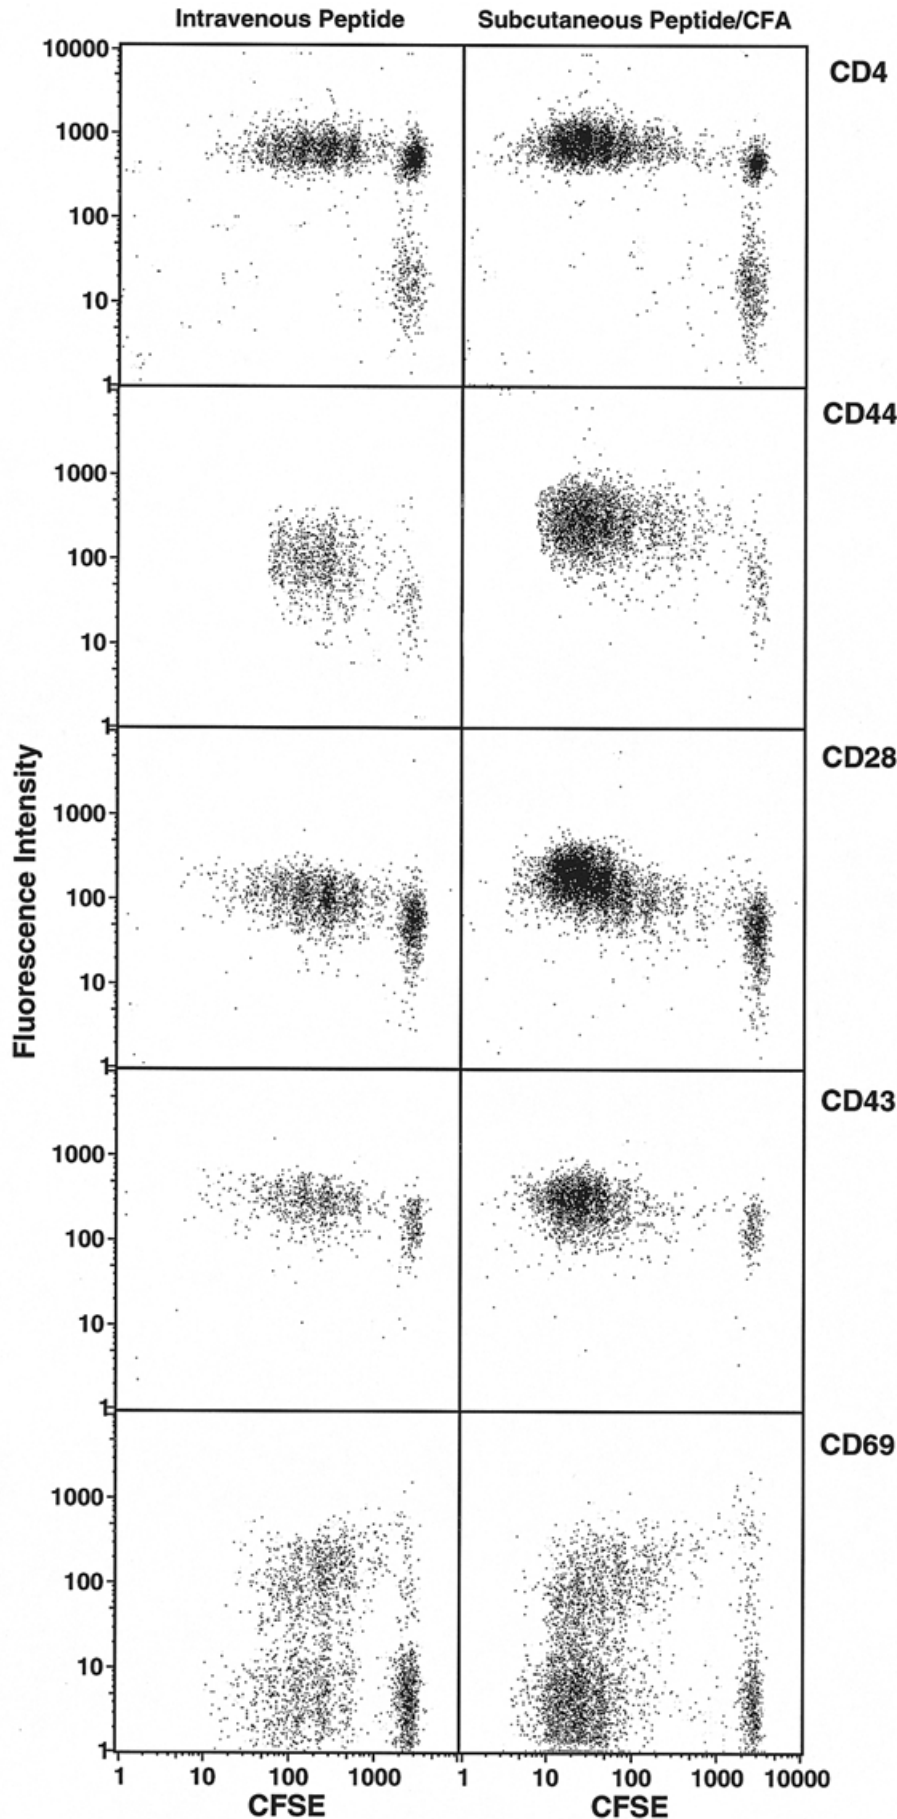 Intravenous Peptide Subcutaneous Peptide/CFA
10000
1000
100
10
1
CD4
1000
100
10
1
CD44
Fluorescence Intensity
1000
100
10
1
CD28
1000
100
10
1
CD43
1000
100
10
1
CD69
1 10 100 1000 1 10 100 1000 10000
CFSE CFSE